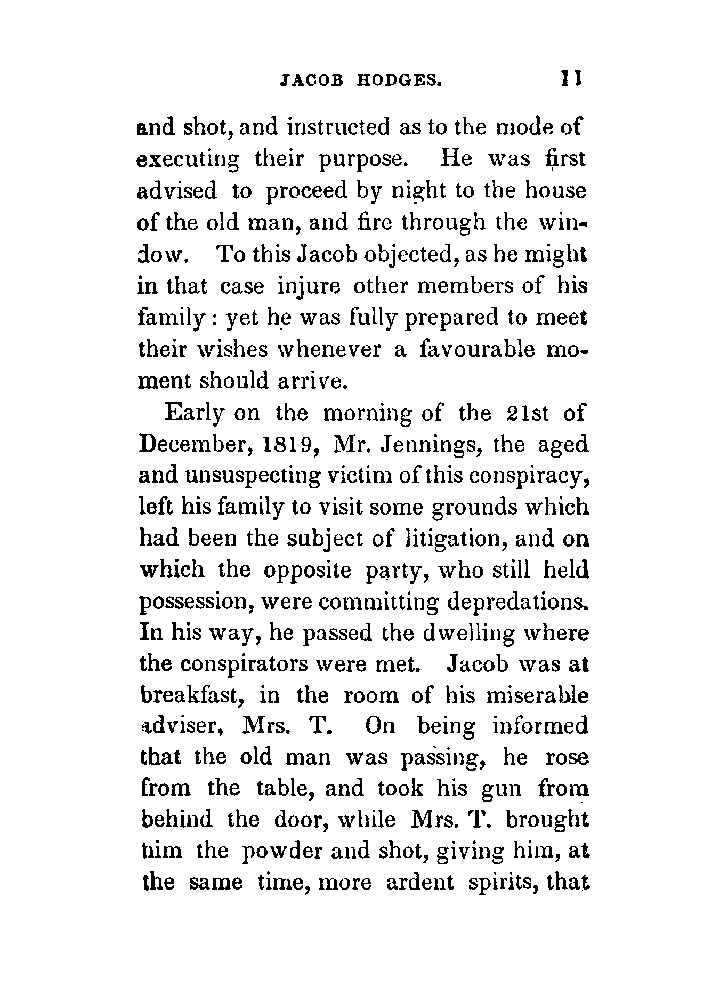 JACOB HODGES. 11
and shot, and instructed as to the mode of
executing their purpose. He was first
advised to proceed by night to the house
of the old man, and fire through the win-
dow. To this Jacob objected, as he might
in that case injure other members of his
family : yet he was fully prepared to meet
their wishes whenever a favourable mo-
ment should arrive.
Early on the morning of the 21st of
December, 1819, Mr. Jennings, the aged
and unsuspecting victim of this conspiracy,
left his family to visit some grounds which
had been the subject of litigation, and on
which the opposite party, who still held
possession, were committing depredations.
In his way, he passed the dwelling where
the conspirators were met. Jacob was at
breakfast, in the room of his miserable
adviser, Mrs. T. On being informed
that the old man was passing, he rose
from the table, and took his gun from
behind the door, while Mrs. T. brought
him the powder and shot, giving him, at
the same time, more ardent spirits, that